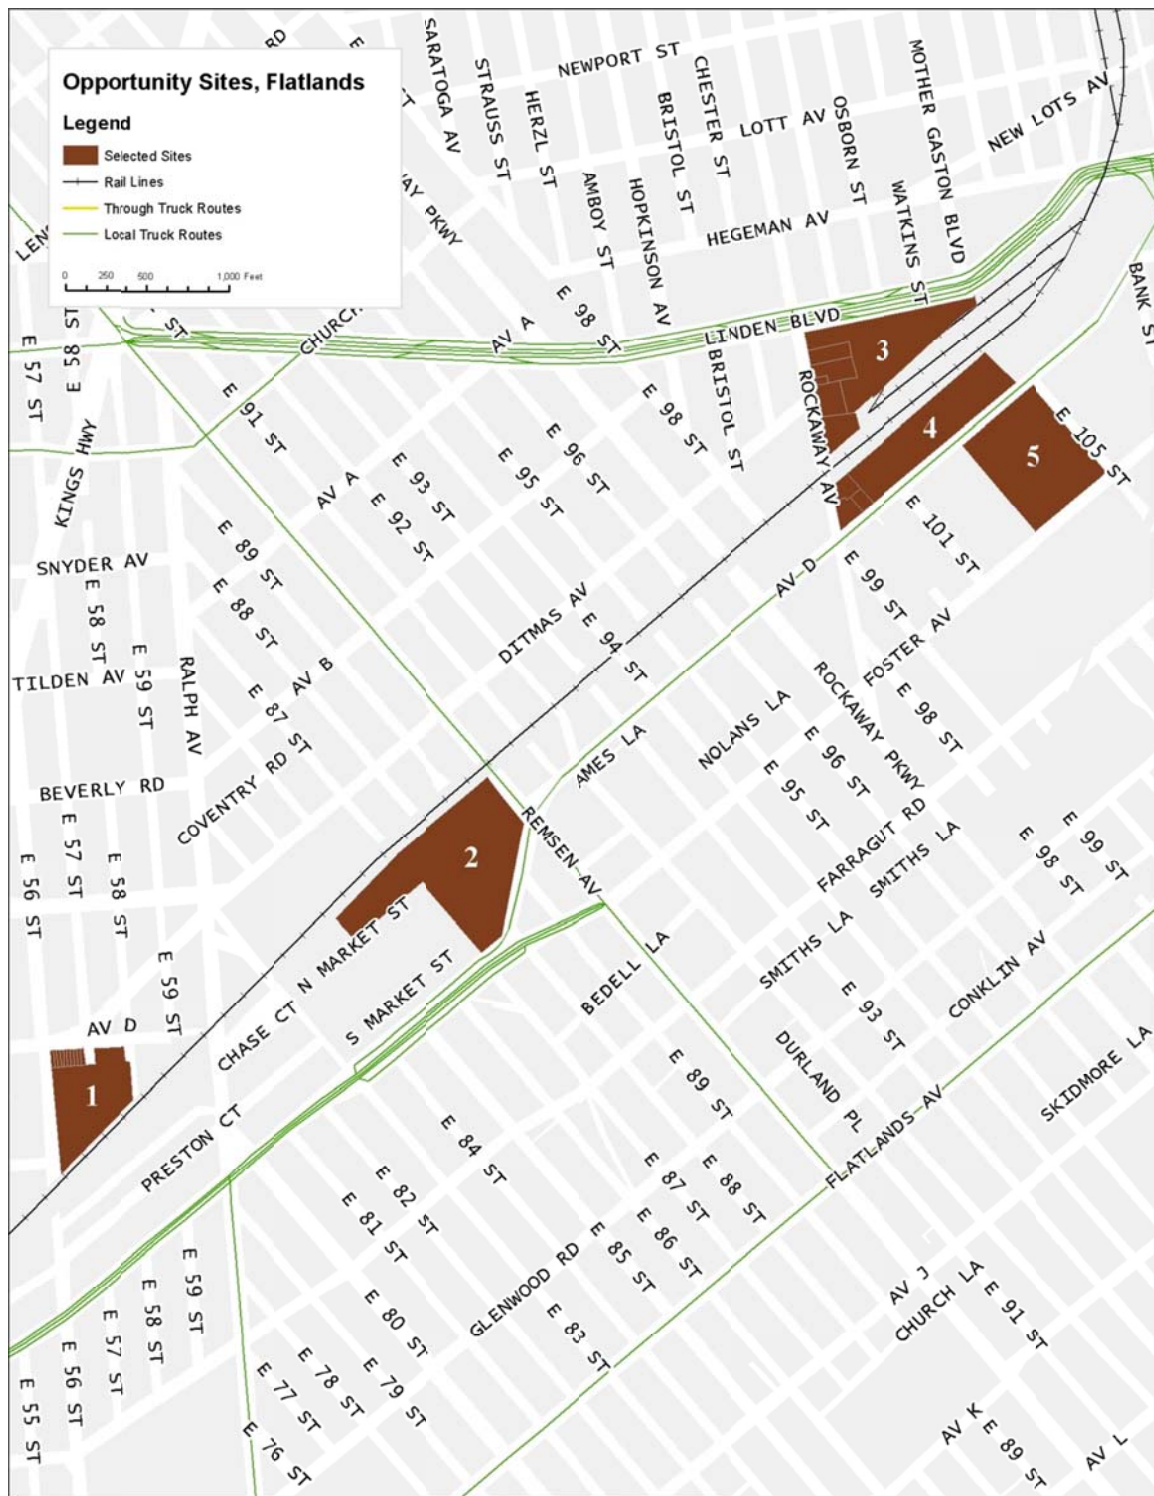 RD
E
ST
SARATOGA AV
STRAUSS ST
HERZL ST
NEWPORT ST
CHESTER ST
BRISTOL ST
LOTT AV
OSBORN ST
MOTHER GASTON BLVD
NEW LOTS AV
Opportunity Sites, Flatlands
Legend
Selected Sites
Rail Lines
Through Truck Routes
Local Truck Routes
0 250 500 1,000 Feet
WAY PKWY
AMBOY ST
HOPKINSON AV
HEGEMAN AV
WATKINS ST
BANK ST
LEN
E 57 ST
E 58 ST
ST
CHURCH
AV A
E 98 ST
LINDEN BLVD
BRISTOL ST
ROCKAWAY AV
3
4
5
E 105 ST
KINGS HWY
E 91 ST
AV A
E 93 ST
E 92 ST
E 95 ST
E 96 ST
E 98 ST
SNYDER AV
E 58 ST
E 89 ST
E 88 ST
DITMAS AV
E 94 ST
AV D
E 99 ST
E 101 ST
FOSTER AV
TILDEN AV
E 59 ST
RALPH AV
AV B
E 87 ST
COVENTRY RD
AMES LA
NOLANS LA
ROCKAWAY PKWY
E 98 ST
E 96 ST
E 95 ST
BEVERLY RD
E 57 ST
E 56 ST
E 58 ST
2
REMSEN AV
FARRAGUT RD
SMITHS LA
E 99 ST
E 98 ST
E 59 ST
N MARKET ST
S MARKET ST
CHASE CT
BEDELL LA
SMITHS LA
E 93 ST
CONKLIN AV
AV D
1
PRESTON CT
E 89 ST
DURLAND PL
SKIDMORE LA
FLATLANDS AV
E 84 ST
E 82 ST
E 81 ST
E 87 ST
E 88 ST
E 86 ST
E 85 ST
GLENWOOD RD
E 59 ST
E 58 ST
E 57 ST
E 56 ST
E 55 ST
E 80 ST
E 83 ST
E 79 ST
E 78 ST
E 77 ST
E 76 ST
AV J
CHURCH LA
E 91 ST
AV K
E 89 ST
AV L